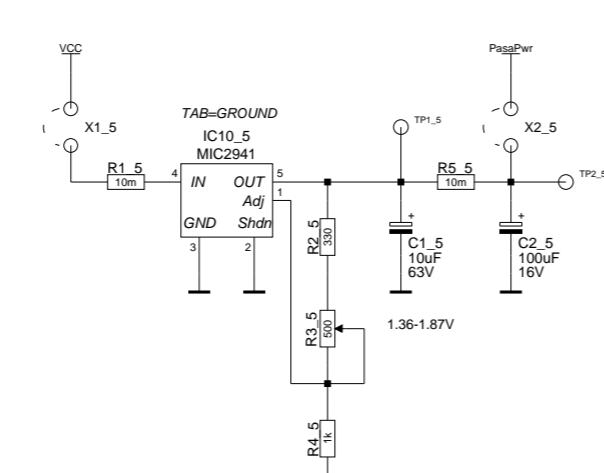 VCC
PasaPwr
X1_5
TAB=GROUND
IC10_5
MIC2941
TP1_5
X2_5
R1_5
10m
4
IN
OUT
5
Adj
1
GND
Shdn
3
2
R5_5
10m
TP2_5
R2_5
330
+
C1_5
10uF
63V
+
C2_5
100uF
16V
R3_5
500
1.36-1.87V
R4_5
1k